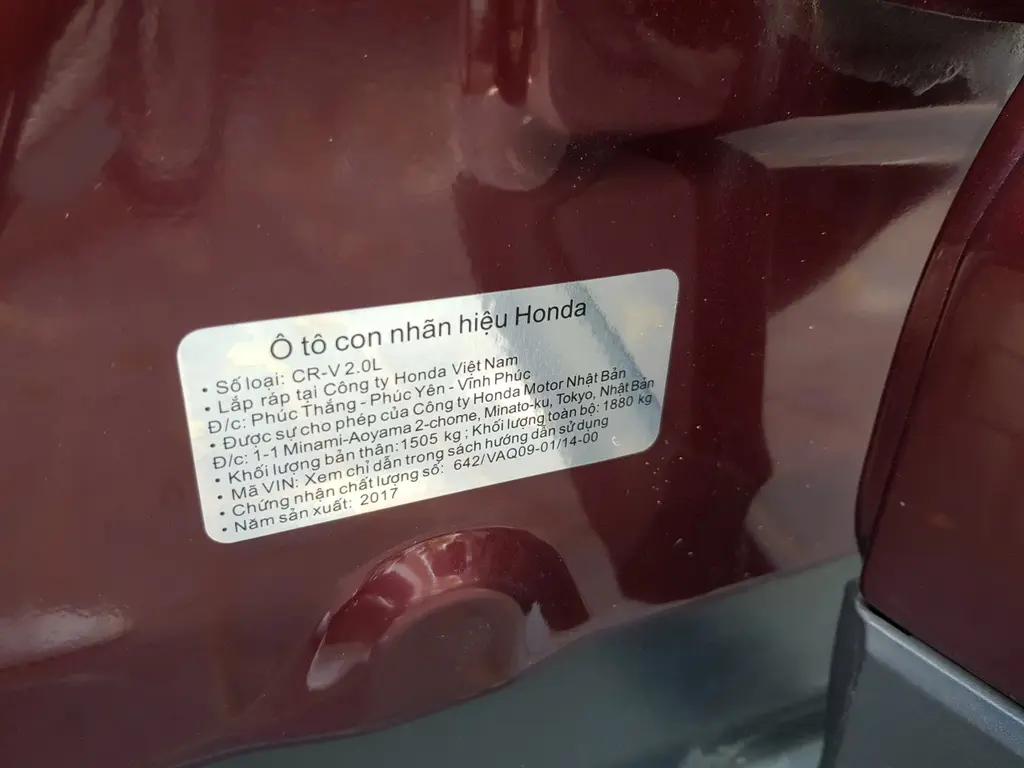 Ô tô con nhãn hiệu Honda
• Số loại: CR-V 2.0L
• Lắp ráp tại Công ty Honda Việt Nam
Đ/c: Phúc Thắng - Phúc Yên - Vĩnh Phúc
• Được sự cho phép của Công ty Honda Motor Nhật Bản
Đ/c: 1-1 Minami-Aoyama 2-chome, Minato-ku, Tokyo, Nhật Bản
• Khối lượng bản thân: 1505 kg ; Khối lượng toàn bộ: 1880 kg
• Mã VIN: Xem chỉ dẫn trong sách hướng dẫn sử dụng
• Chứng nhận chất lượng số: 642/VAQ09-01/14-00
• Năm sản xuất: 2017